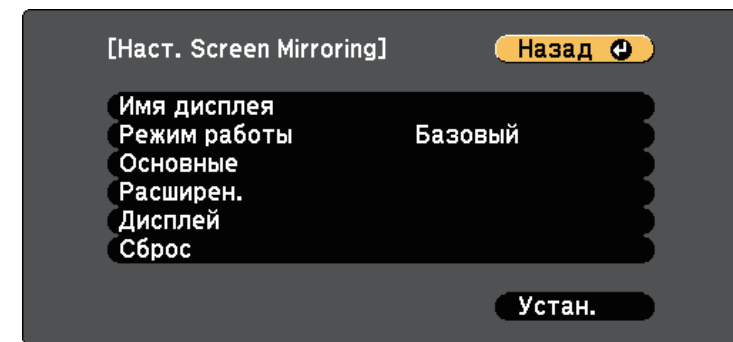 [Наст. Screen Mirroring] Назад
Имя дисплея
Режим работы Базовый
Основные
Расширен.
Дисплей
Сброс
Устан.